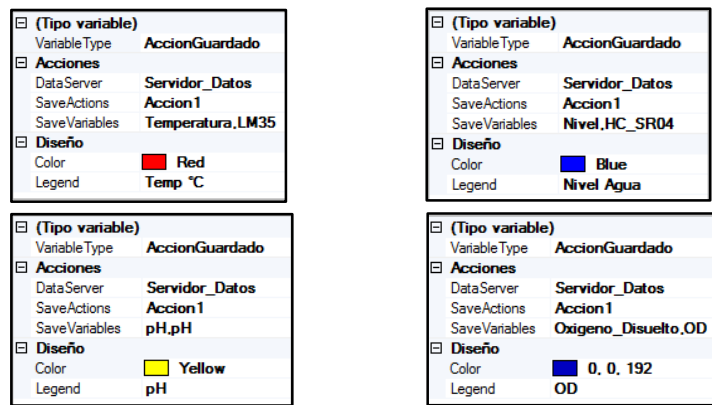 (Tipo variable)
VariableType AccionGuardado
Acciones
DataServer Servidor_Datos
SaveActions Accion1
SaveVariables Temperatura,LM35
Diseño
Color Red
Legend Temp °C
(Tipo variable)
VariableType AccionGuardado
Acciones
DataServer Servidor_Datos
SaveActions Accion1
SaveVariables Nivel,HC_SR04
Diseño
Color Blue
Legend Nivel Agua
(Tipo variable)
VariableType AccionGuardado
Acciones
DataServer Servidor_Datos
SaveActions Accion1
SaveVariables pH,pH
Diseño
Color Yellow
Legend pH
(Tipo variable)
VariableType AccionGuardado
Acciones
DataServer Servidor_Datos
SaveActions Accion1
SaveVariables Oxigeno_Disuelto,OD
Diseño
Color 0, 0, 192
Legend OD